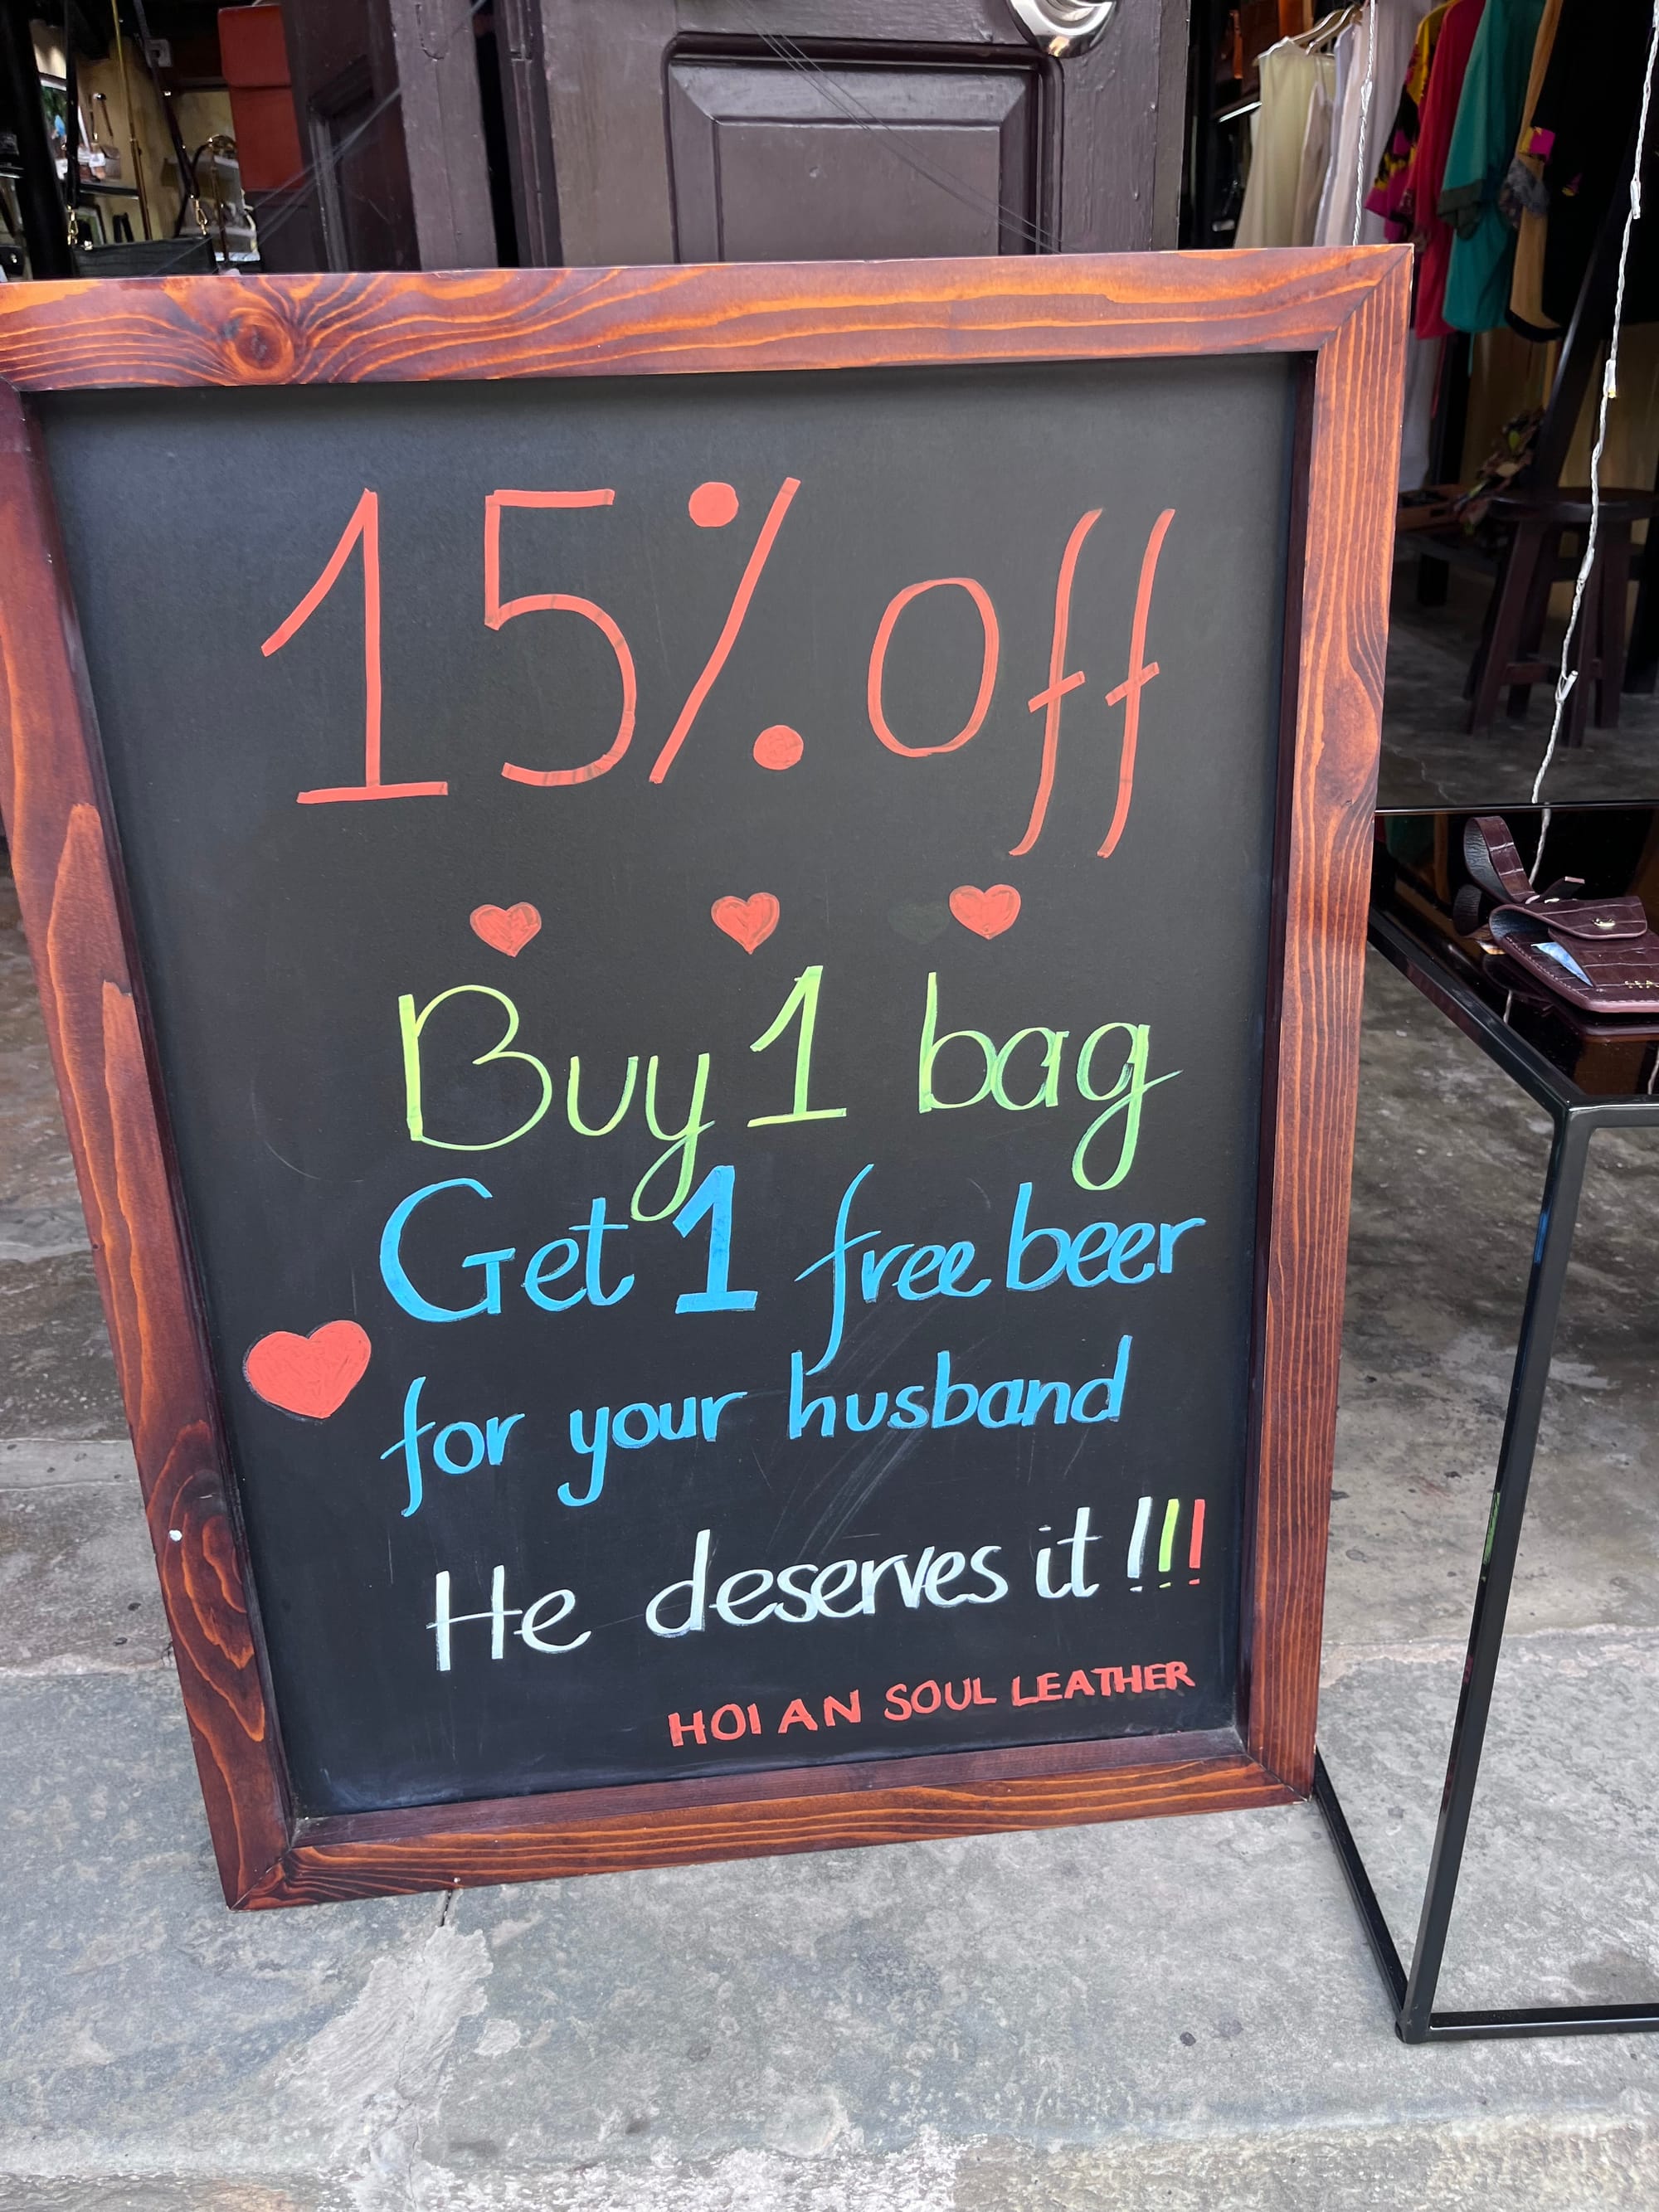 15% off
Buy 1 bag
Get 1 free beer
for your husband
He deserves it !!!
HOI AN SOUL LEATHER